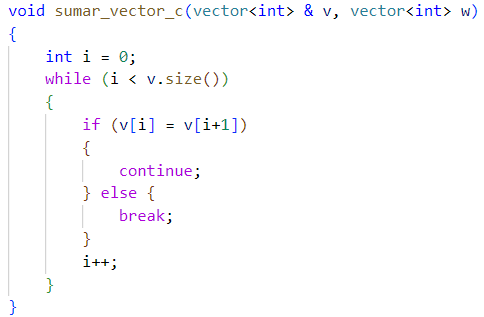 void sumar_vector_c(vector<int> & v, vector<int> w)
{
    int i = 0;
    while (i < v.size())
    {
        if (v[i] = v[i+1])
        {
            continue;
        } else {
            break;
        }
        i++;
    }
}